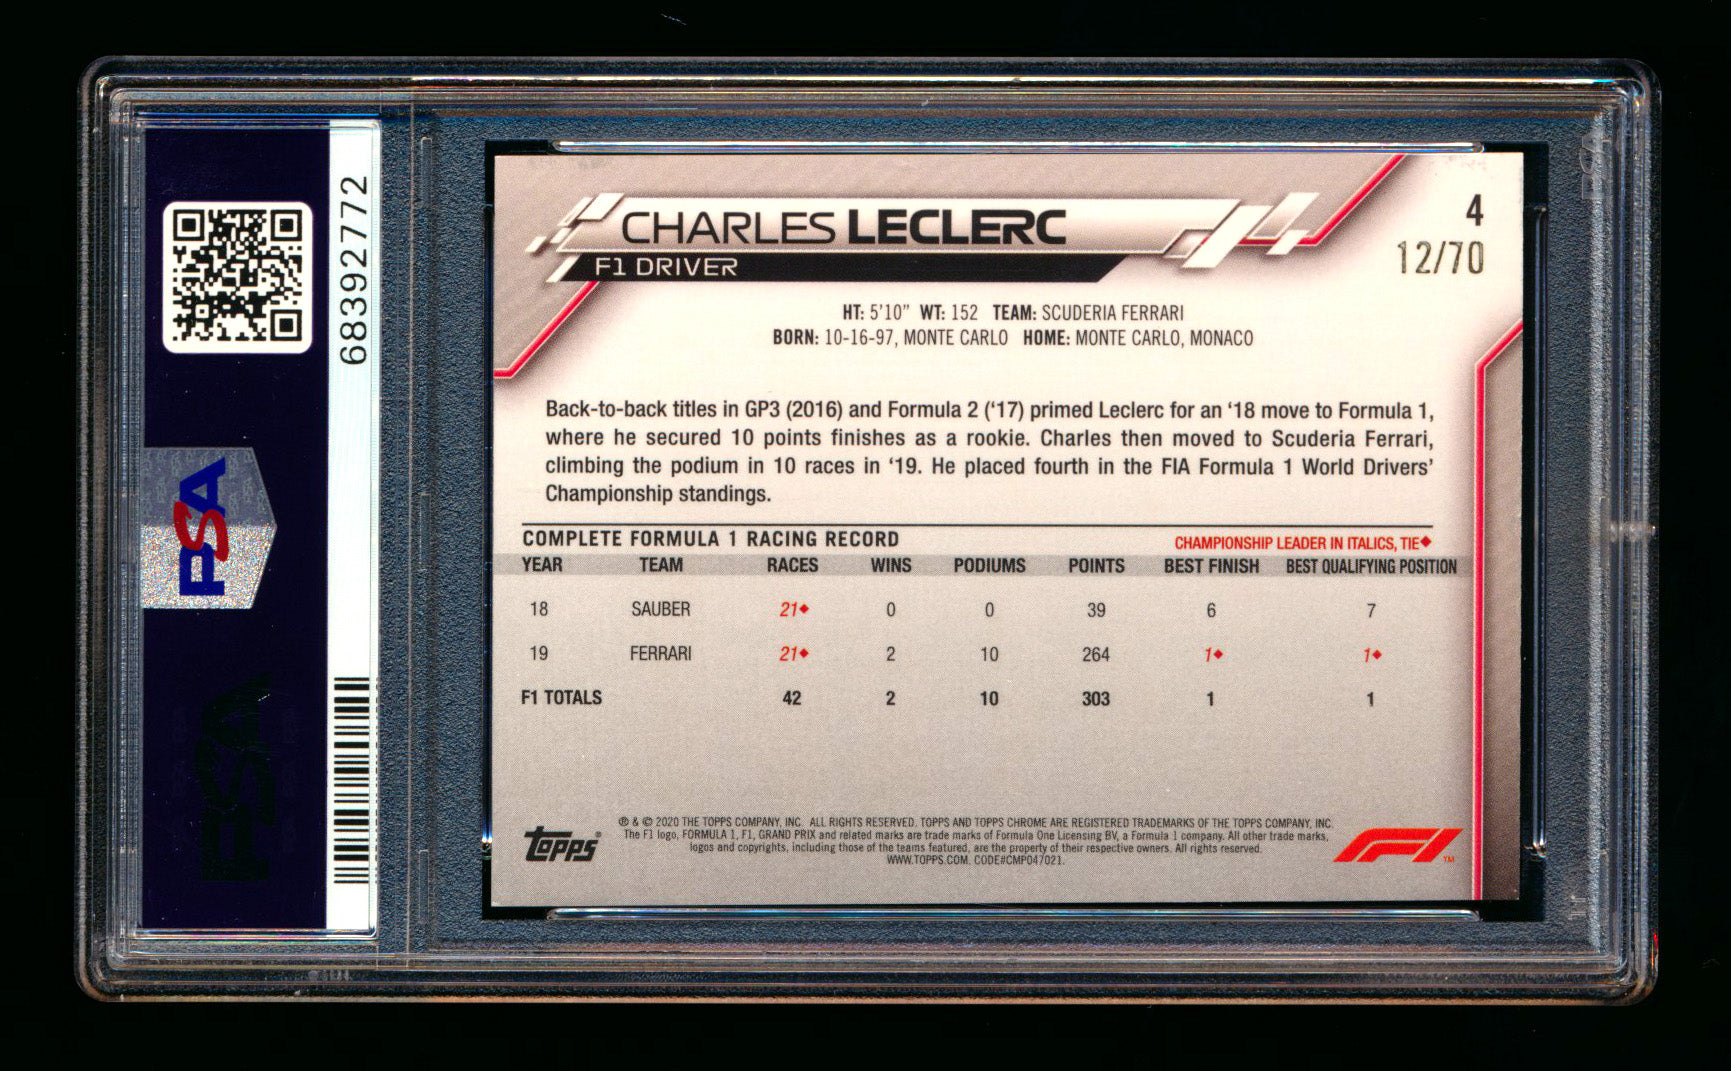 68392772
PSA
PSA
CHARLES LECLERC
F1 DRIVER
4
12/70
HT: 5'10" WT: 152 TEAM: SCUDERIA FERRARI
BORN: 10-16-97, MONTE CARLO HOME: MONTE CARLO, MONACO
Back-to-back titles in GP3 (2016) and Formula 2 ('17) primed Leclerc for an '18 move to Formula 1,
where he secured 10 points finishes as a rookie. Charles then moved to Scuderia Ferrari,
climbing the podium in 10 races in '19. He placed fourth in the FIA Formula 1 World Drivers'
Championship standings.
COMPLETE FORMULA 1 RACING RECORD
CHAMPIONSHIP LEADER IN ITALICS, TIE♦
YEAR TEAM RACES WINS PODIUMS POINTS BEST FINISH BEST QUALIFYING POSITION
18 SAUBER 21♦ 0 0 39 6 7
19 FERRARI 21♦ 2 10 264 1♦ 1♦
F1 TOTALS 42 2 10 303 1 1
® & © 2020 THE TOPPS COMPANY, INC. ALL RIGHTS RESERVED. TOPPS AND TOPPS CHROME ARE REGISTERED TRADEMARKS OF THE TOPPS COMPANY, INC.
The F1 logo, FORMULA 1, F1, GRAND PRIX and related marks are trade marks of Formula One Licensing BV, a Formula 1 company. All other trade marks,
logos and copyrights, including those of the teams featured, are the property of their respective owners. All rights reserved.
WWW.TOPPS.COM. CODE#CMP047021.
topps®
F1™